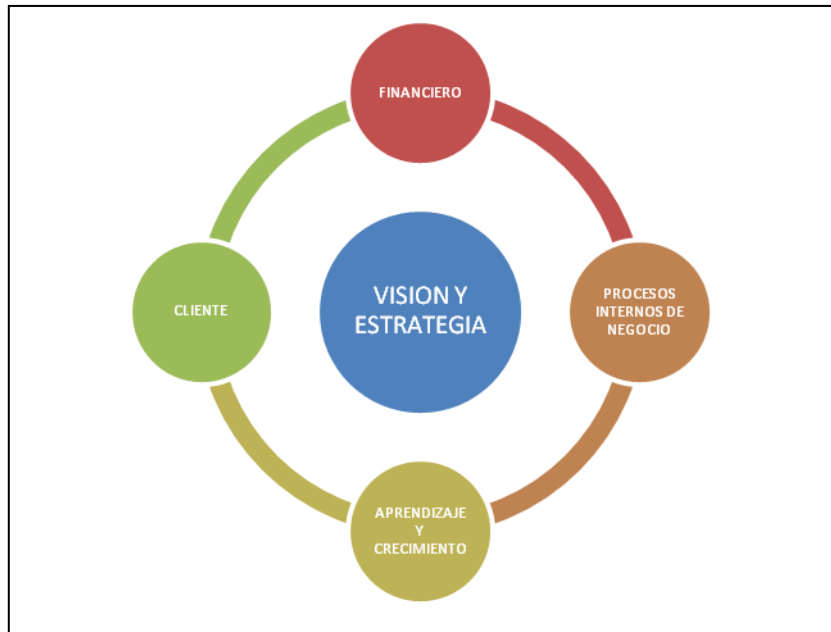 FINANCIERO
VISION Y
ESTRATEGIA
CLIENTE
PROCESOS
INTERNOS DE
NEGOCIO
APRENDIZAJE
Y
CRECIMIENTO